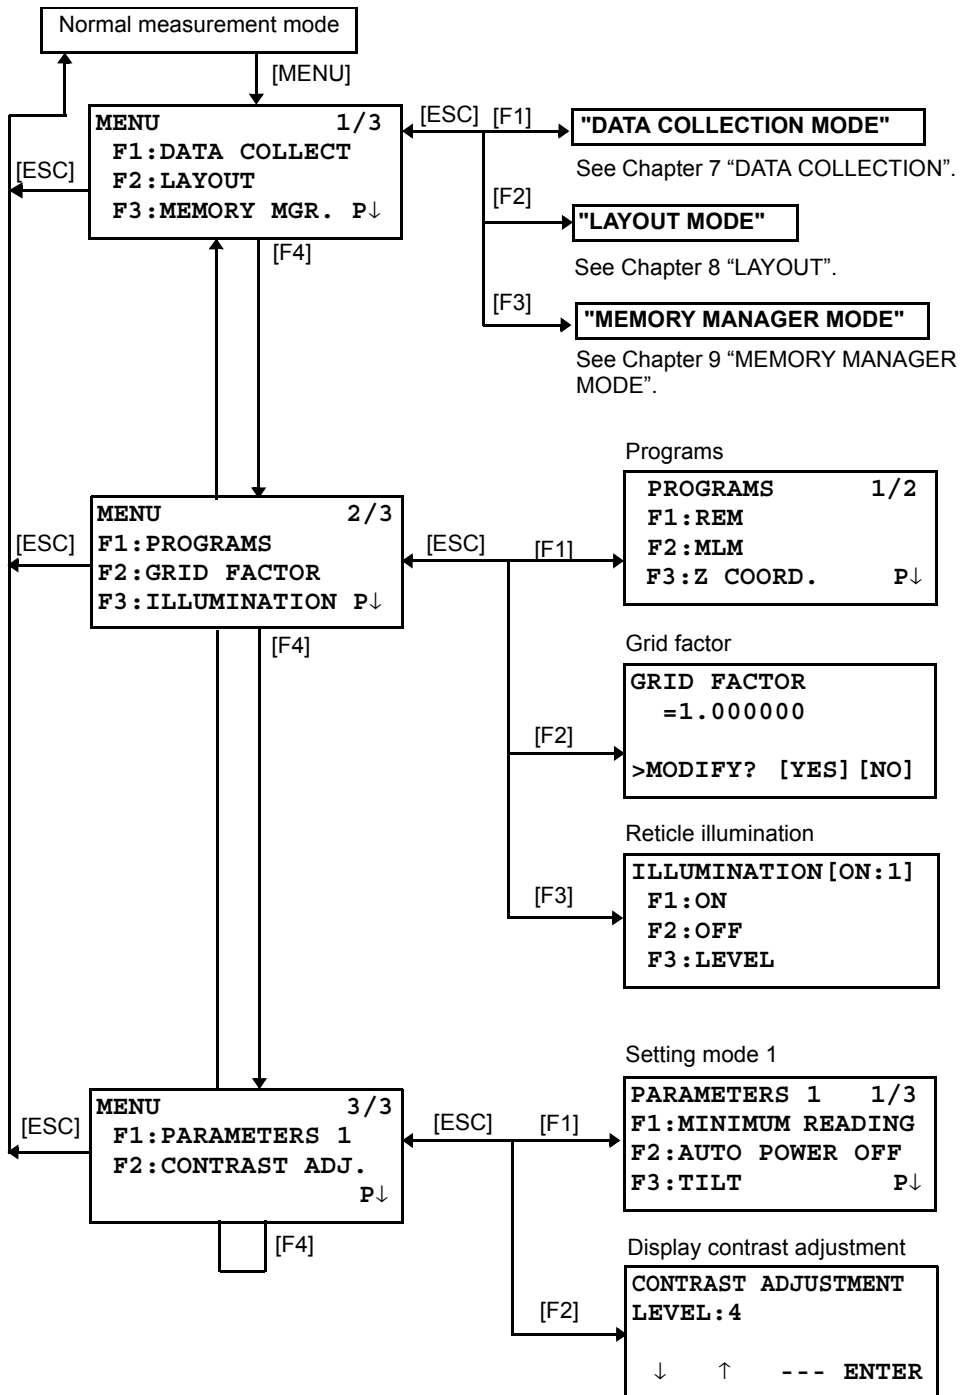 Normal measurement mode
[MENU]
MENU 1/3
F1:DATA COLLECT
F2:LAYOUT
F3:MEMORY MGR. P↓
[ESC]
[ESC]
[F1]
"DATA COLLECTION MODE"
See Chapter 7 “DATA COLLECTION”.
[F2]
"LAYOUT MODE"
See Chapter 8 “LAYOUT”.
[F3]
"MEMORY MANAGER MODE"
See Chapter 9 “MEMORY MANAGER
MODE”.
[F4]
MENU 2/3
F1:PROGRAMS
F2:GRID FACTOR
F3:ILLUMINATION P↓
[ESC]
[ESC]
[F1]
Programs
PROGRAMS 1/2
F1:REM
F2:MLM
F3:Z COORD. P↓
[F4]
[F2]
Grid factor
GRID FACTOR
=1.000000
>MODIFY? [YES][NO]
[F3]
Reticle illumination
ILLUMINATION[ON:1]
F1:ON
F2:OFF
F3:LEVEL
MENU 3/3
F1:PARAMETERS 1
F2:CONTRAST ADJ.
P↓
[ESC]
[ESC]
[F1]
Setting mode 1
PARAMETERS 1 1/3
F1:MINIMUM READING
F2:AUTO POWER OFF
F3:TILT P↓
[F4]
[F2]
Display contrast adjustment
CONTRAST ADJUSTMENT
LEVEL:4
↓ ↑ --- ENTER